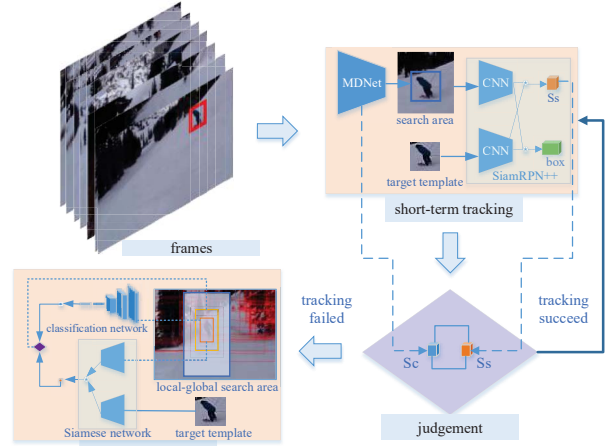 MDNet
CNN
Ss
search area
CNN
box
target template
SiamRPN++
frames
short-term tracking
tracking
failed
tracking
succeed
classification network
Sc
Ss
local-global search area
Siamese network
target template
judgement